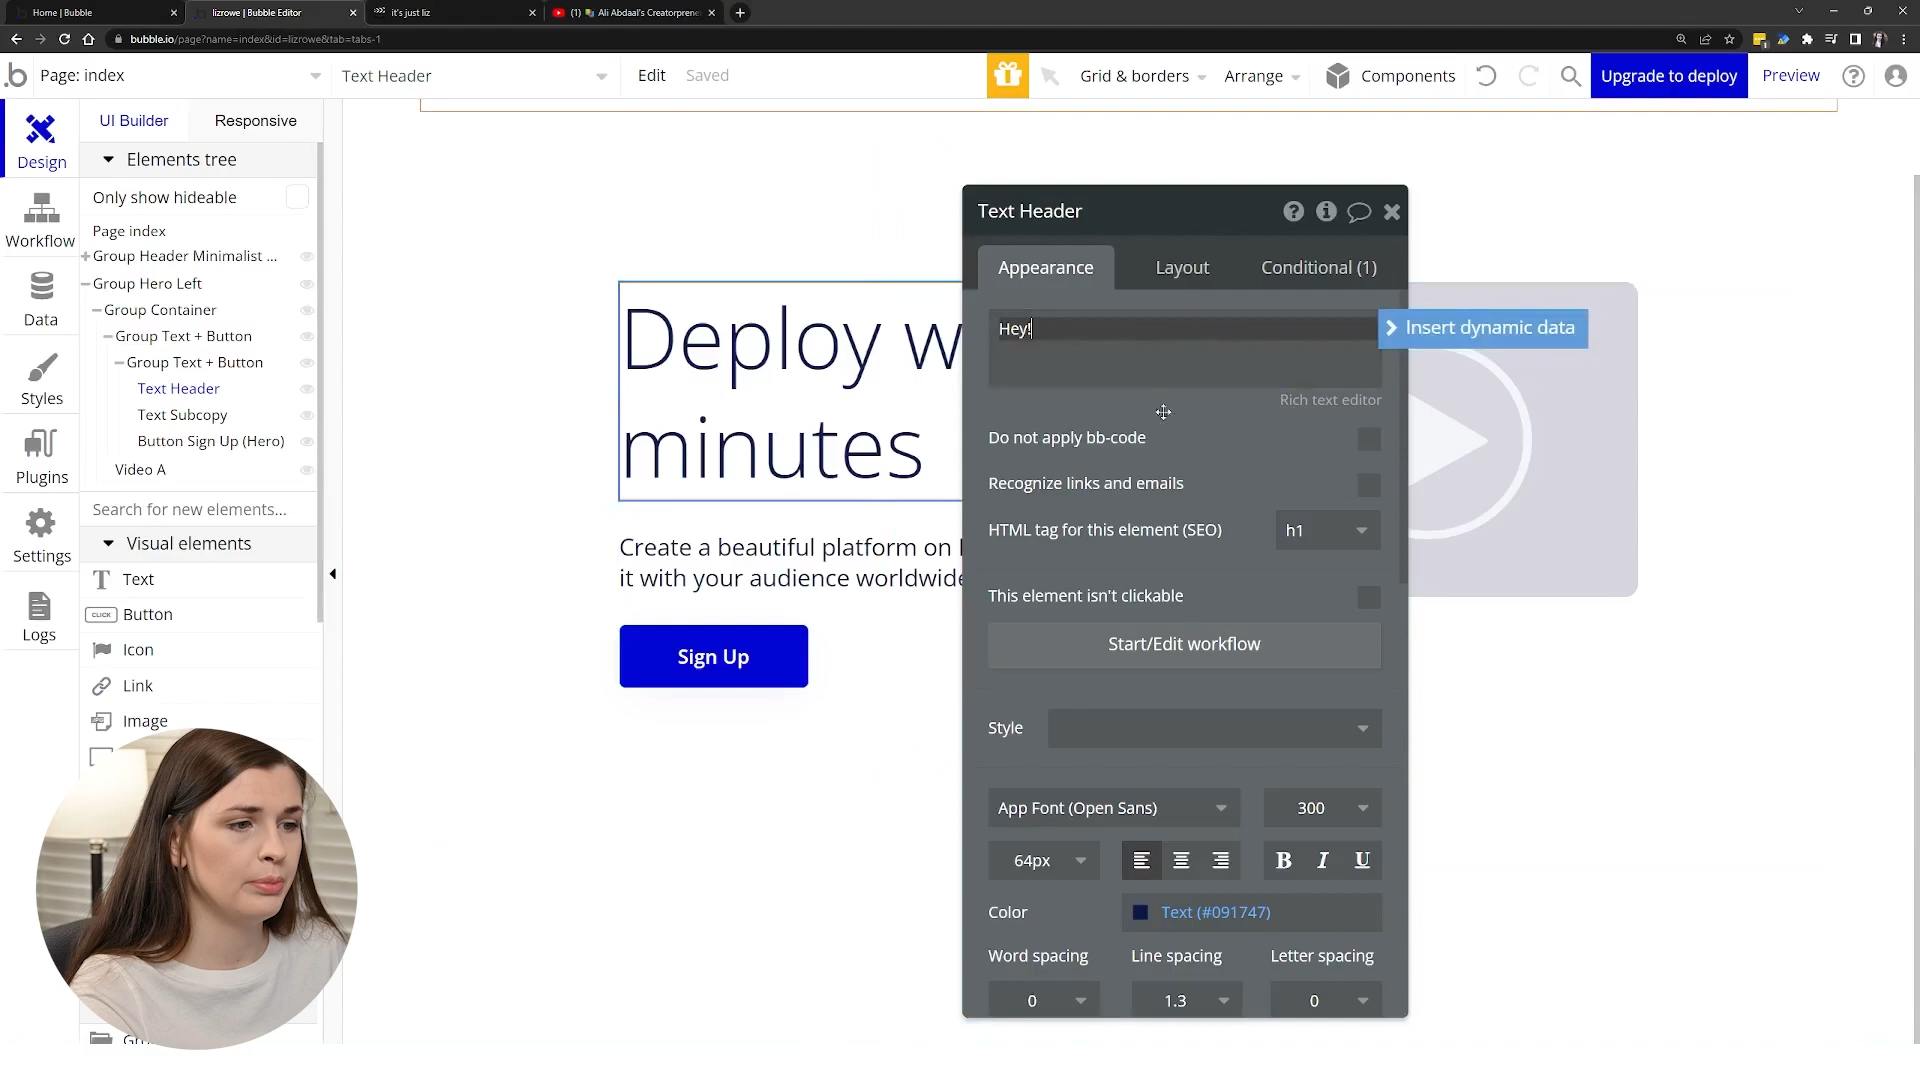 Home | Bubble
lizrowe | Bubble Editor
it's just liz
(1) Ali Abdaal's Creatorprene
bubble.io/page?name=index&id=lizrowe&tab=tabs-1
Page: index
Text Header
Edit
Saved
Grid & borders
Arrange
Components
Upgrade to deploy
Preview
Design
Workflow
Data
Styles
Plugins
Settings
Logs
UI Builder
Responsive
Elements tree
Only show hideable
Page index
Group Header Minimalist ...
Group Hero Left
Group Container
Group Text + Button
Group Text + Button
Text Header
Text Subcopy
Button Sign Up (Hero)
Video A
Search for new elements...
Visual elements
Text
CLICK Button
Icon
Link
Image
Deploy w
minutes
Create a beautiful platform on
it with your audience worldwide
Sign Up
Text Header
Appearance
Layout
Conditional (1)
Hey!
Insert dynamic data
Rich text editor
Do not apply bb-code
Recognize links and emails
HTML tag for this element (SEO)
h1
This element isn't clickable
Start/Edit workflow
Style
App Font (Open Sans)
300
64px
B I U
Color
Text (#091747)
Word spacing
Line spacing
Letter spacing
0
1.3
0